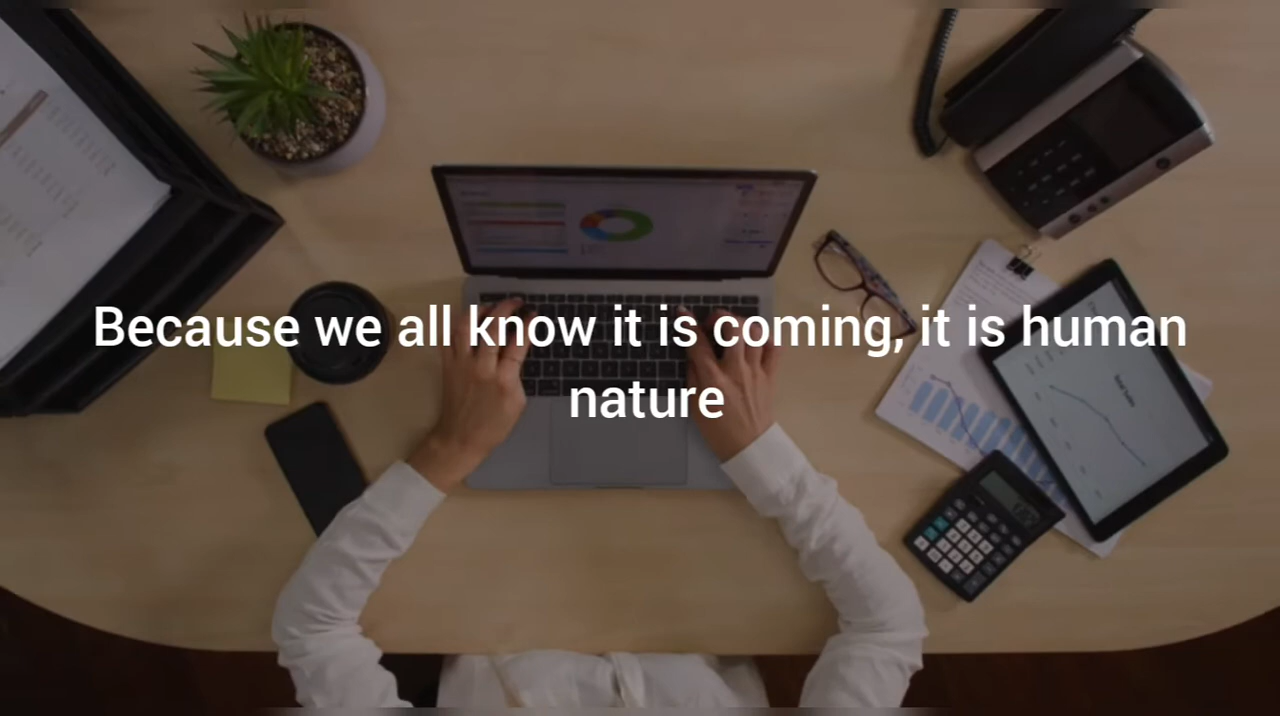 Because we all know it is coming, it is human
nature